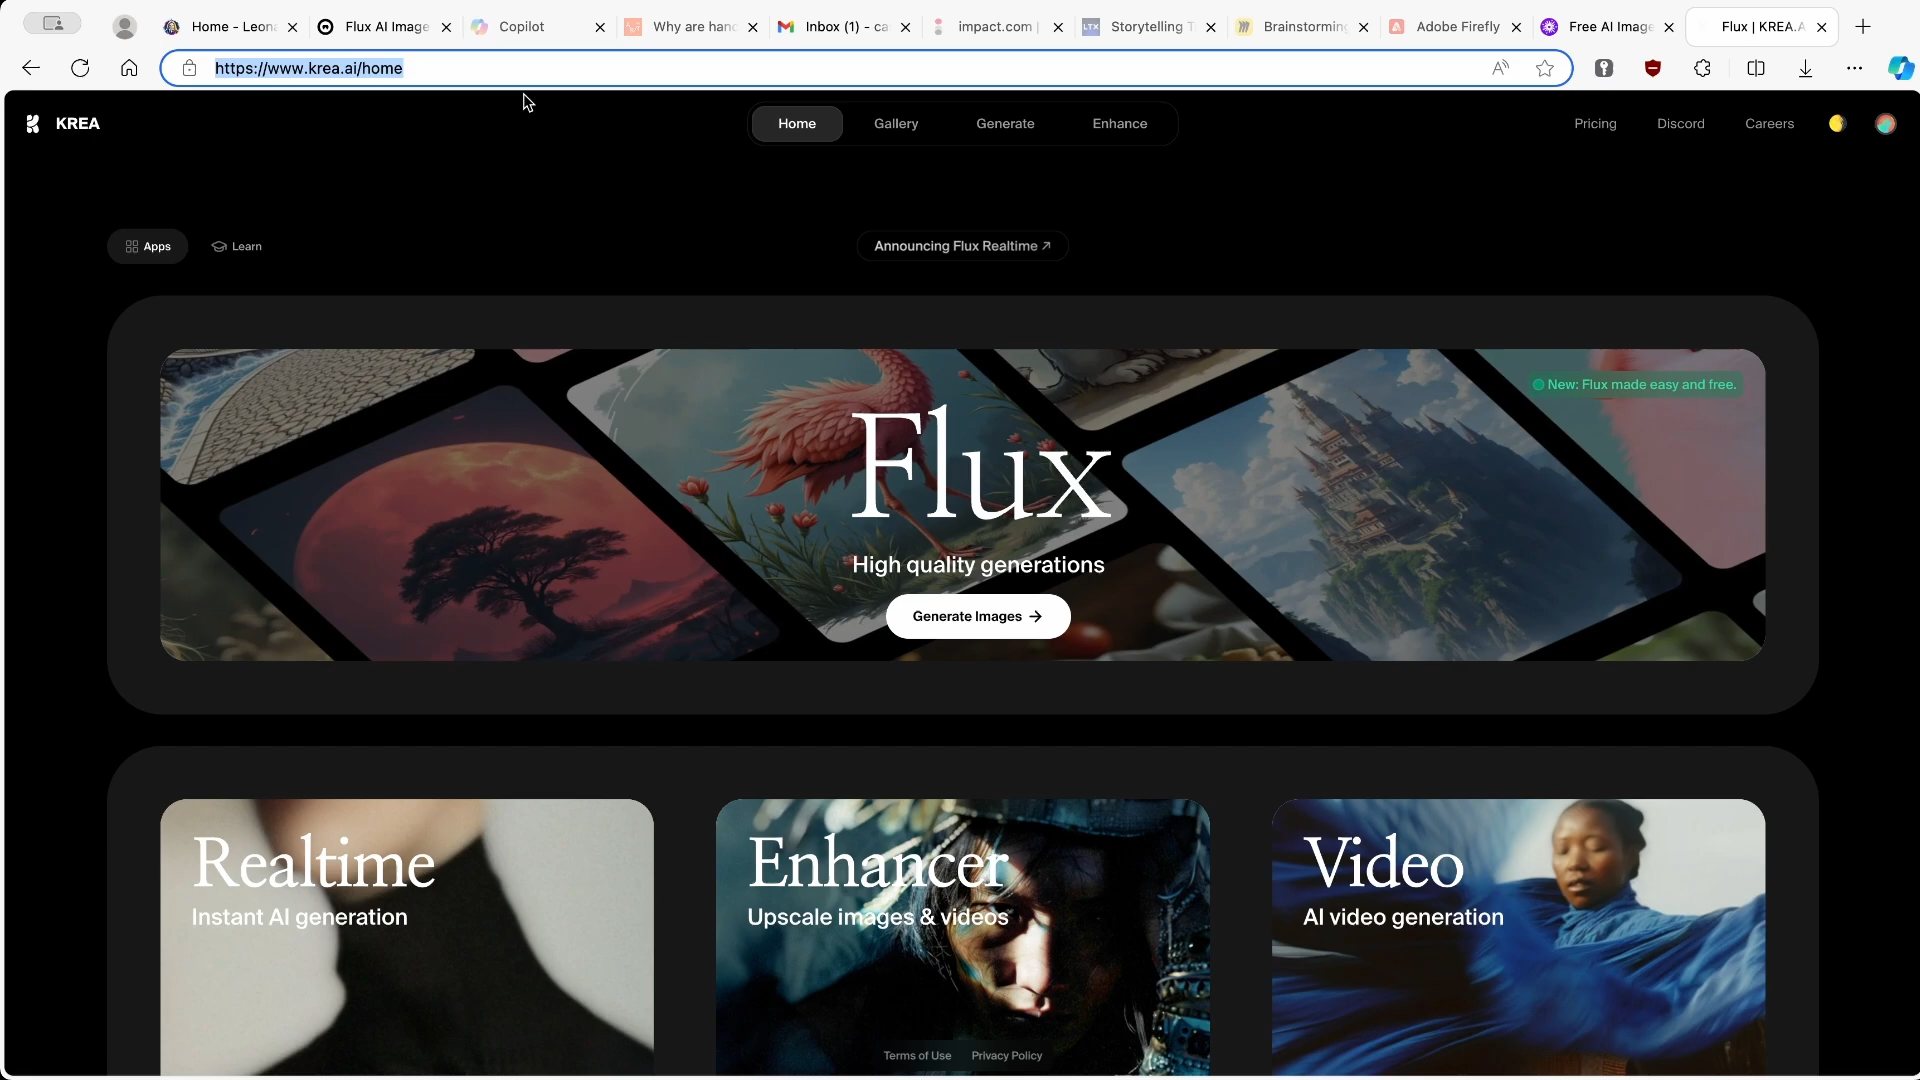 Home - Leona
Flux AI Image
Copilot
Why are hand
Inbox (1) - ca
impact.com |
Storytelling T
Brainstorming
Adobe Firefly
Free AI Image
Flux | KREA.A
https://www.krea.ai/home
KREA
Home
Gallery
Generate
Enhance
Pricing
Discord
Careers
Apps
Learn
Announcing Flux Realtime ↗
New: Flux made easy and free.
Flux
High quality generations
Generate Images →
Realtime
Instant AI generation
Enhancer
Upscale images & videos
Video
AI video generation
Terms of Use
Privacy Policy